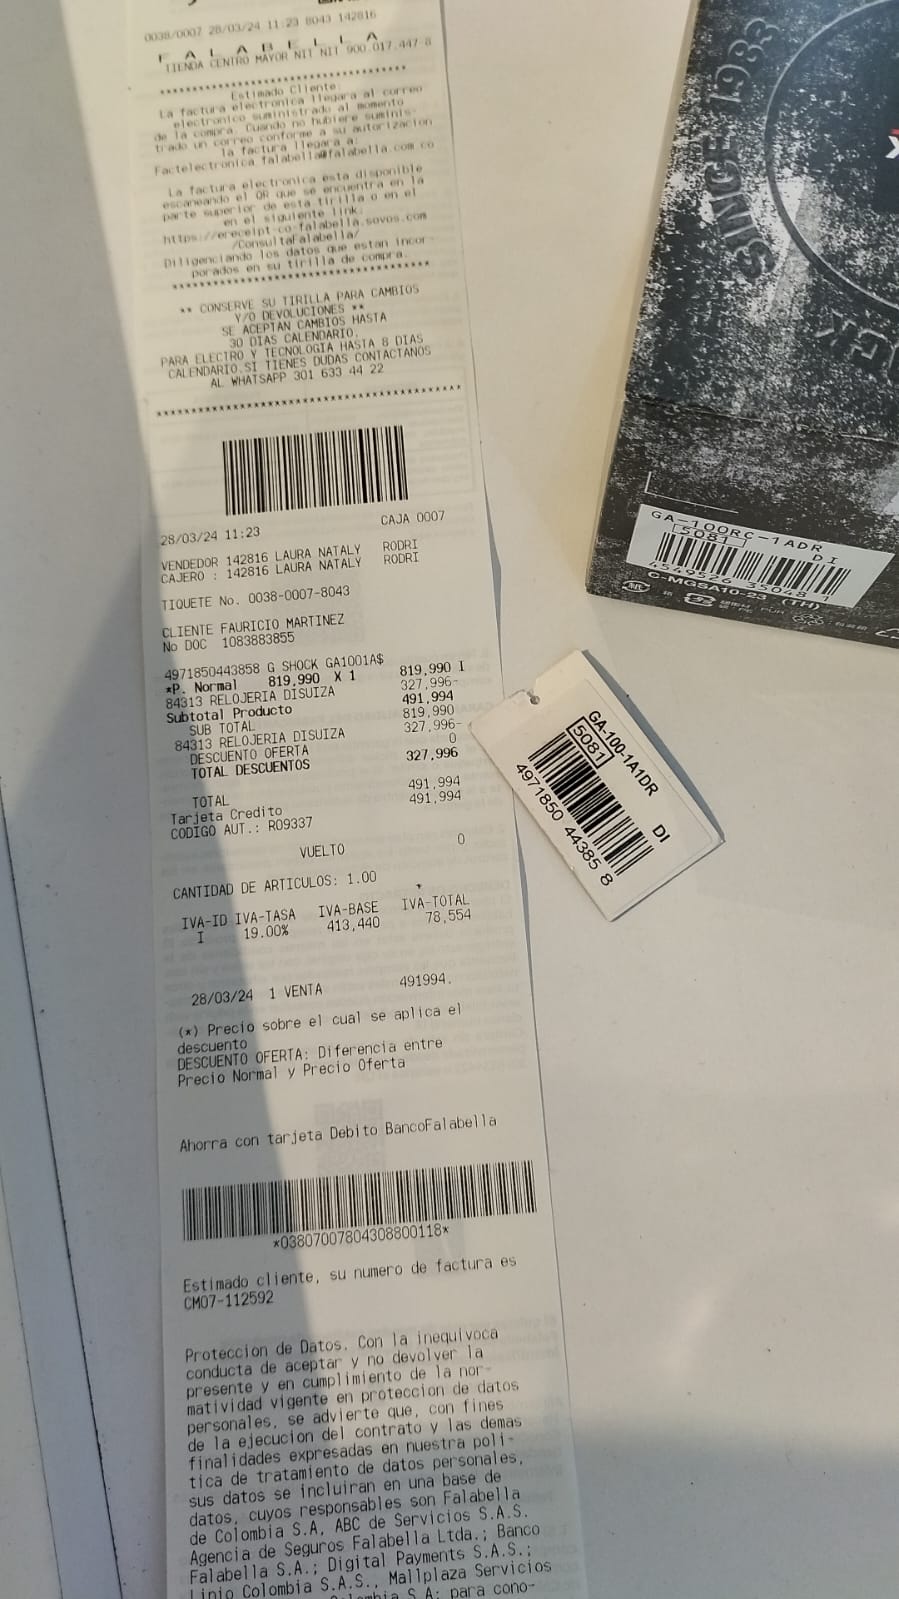 0038/0007 28/03/24 11:23 8043 142816
F A L A B E L L A
TIENDA CENTRO MAYOR NIT NIT 900.017.447-8
****************************************
Estimado Cliente:
La factura electronica llegara al correo
electronico suministrado al momento
de la compra. Cuando no hubiere suminis-
trado un correo conforme a su autorizacion
la factura llegara a:
Factelectronica falabella@falabella.com.co
La factura electronica esta disponible
escaneando el QR que se encuentra en la
parte superior de esta tirilla o en el
en el siguiente link:
https://ereceipt-co-falabella.sovos.com
/ConsultaFalabella/
Diligenciando los datos que estan incor-
porados en su tirilla de compra.
****************************************
** CONSERVE SU TIRILLA PARA CAMBIOS
Y/O DEVOLUCIONES **
SE ACEPTAN CAMBIOS HASTA
30 DIAS CALENDARIO.
PARA ELECTRO Y TECNOLOGIA HASTA 8 DIAS
CALENDARIO.SI TIENES DUDAS CONTACTANOS
AL WHATSAPP 301 633 44 22
****************************************
28/03/24 11:23 CAJA 0007
VENDEDOR 142816 LAURA NATALY RODRI
CAJERO : 142816 LAURA NATALY RODRI
TIQUETE No. 0038-0007-8043
CLIENTE FAURICIO MARTINEZ
No DOC 1083883855
4971850443858 G SHOCK GA1001A$
*P. Normal 819,990 X 1 819,990 I
84313 RELOJERIA DISUIZA 327,996-
Subtotal Producto 491,994
SUB TOTAL 819,990
84313 RELOJERIA DISUIZA 327,996-
DESCUENTO OFERTA 0
TOTAL DESCUENTOS 327,996
TOTAL 491,994
Tarjeta Credito 491,994
CODIGO AUT.: R09337
VUELTO 0
CANTIDAD DE ARTICULOS: 1.00
IVA-ID IVA-TASA IVA-BASE IVA-TOTAL
I 19.00% 413,440 78,554
28/03/24 1 VENTA 491994.
(*) Precio sobre el cual se aplica el
descuento
DESCUENTO OFERTA: Diferencia entre
Precio Normal y Precio Oferta
Ahorra con tarjeta Debito BancoFalabella
*03807007804308800118*
Estimado cliente, su numero de factura es
CM07-112592
Proteccion de Datos. Con la inequivoca
conducta de aceptar y no devolver la
presente y en cumplimiento de la nor-
matividad vigente en proteccion de datos
personales, se advierte que, con fines
de la ejecucion del contrato y las demas
finalidades expresadas en nuestra poli-
tica de tratamiento de datos personales,
sus datos se incluiran en una base de
datos, cuyos responsables son Falabella
de Colombia S.A, ABC de Servicios S.A.S.
Agencia de Seguros Falabella Ltda.; Banco
Falabella S.A.; Digital Payments S.A.S.;
Linio Colombia S.A.S., Mallplaza Servicios
S.A: para cono-
SINCE 1983
GA-100RC-1ADR
5081 DI
4549526 35048
C-MGSA10-23 (TH)
GA-100-1A1DR
5081 DI
4971850 44385 8